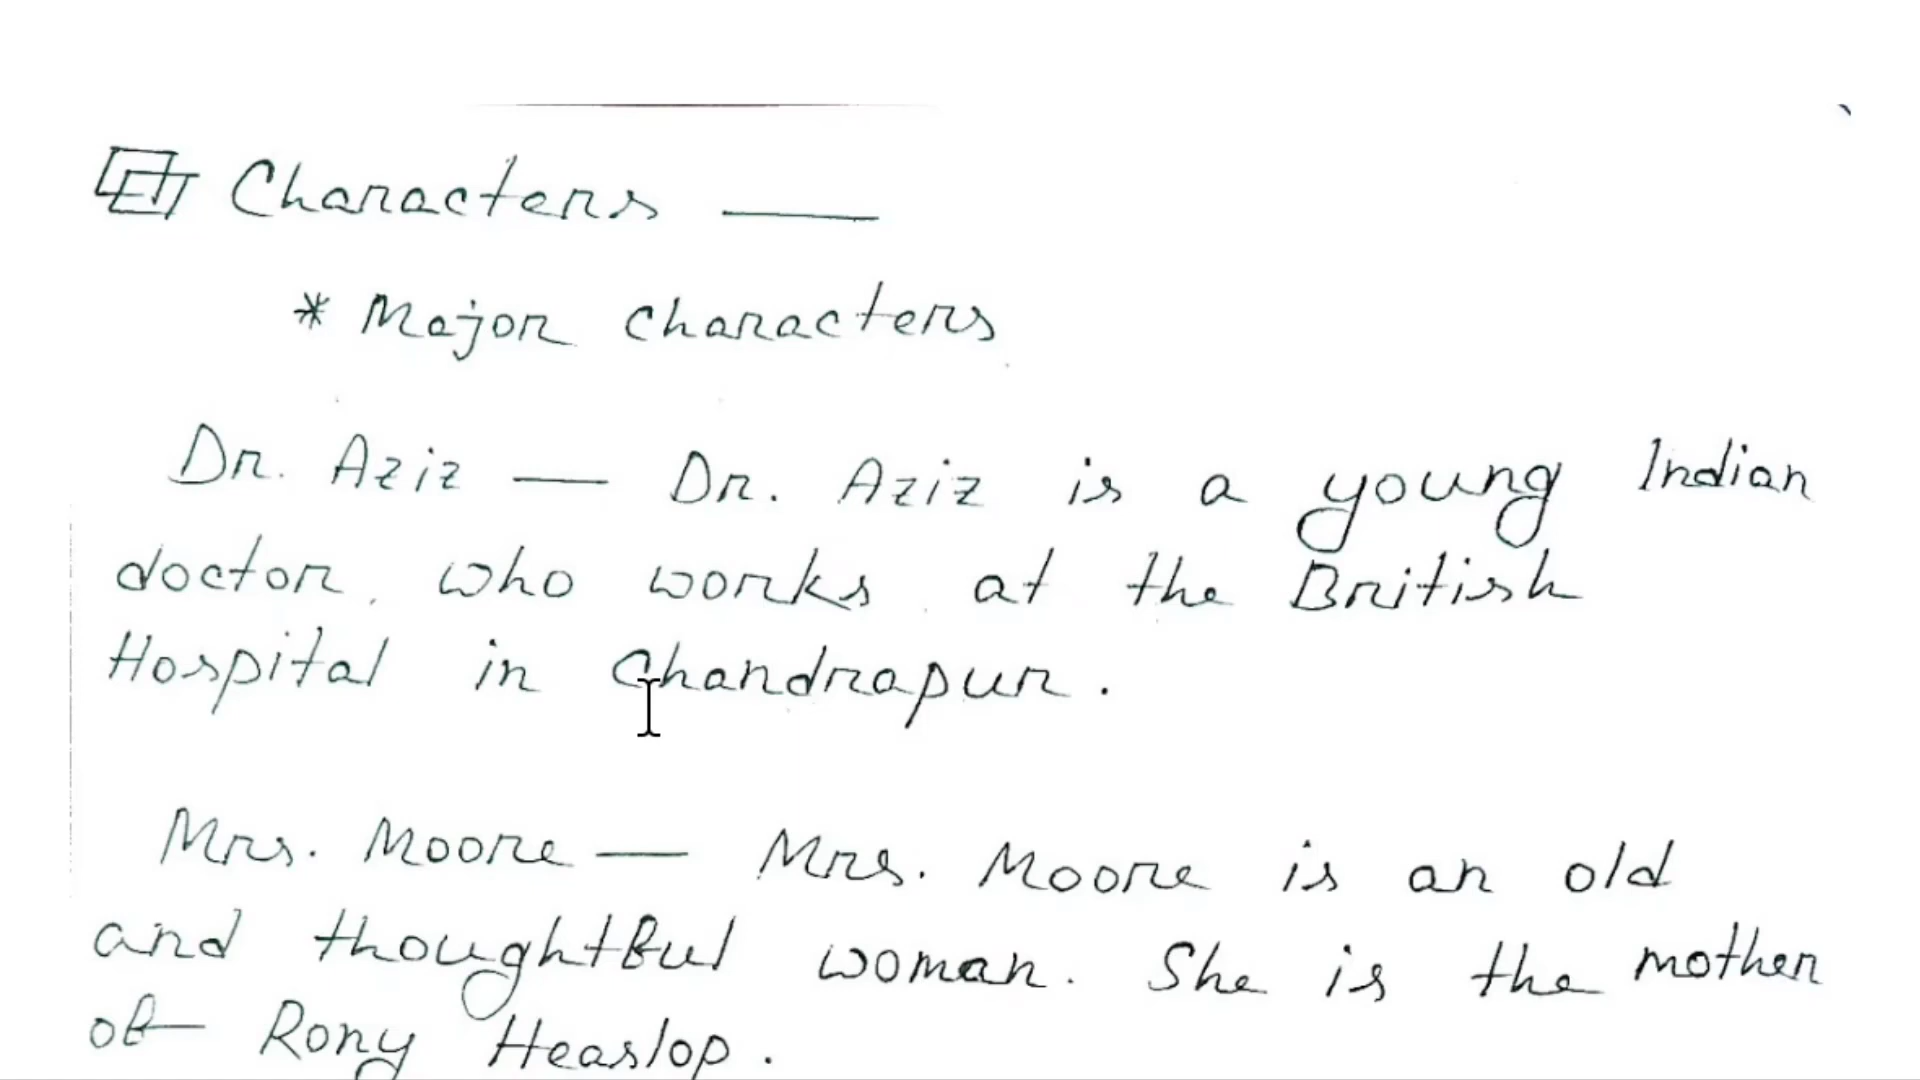 Characters —
* Major characters
Dr. Aziz — Dr. Aziz is a young Indian
doctor, who works at the British
Hospital in Chandrapur.
Mrs. Moore — Mrs. Moore is an old
and thoughtful woman. She is the mother
of Rony Heaslop.